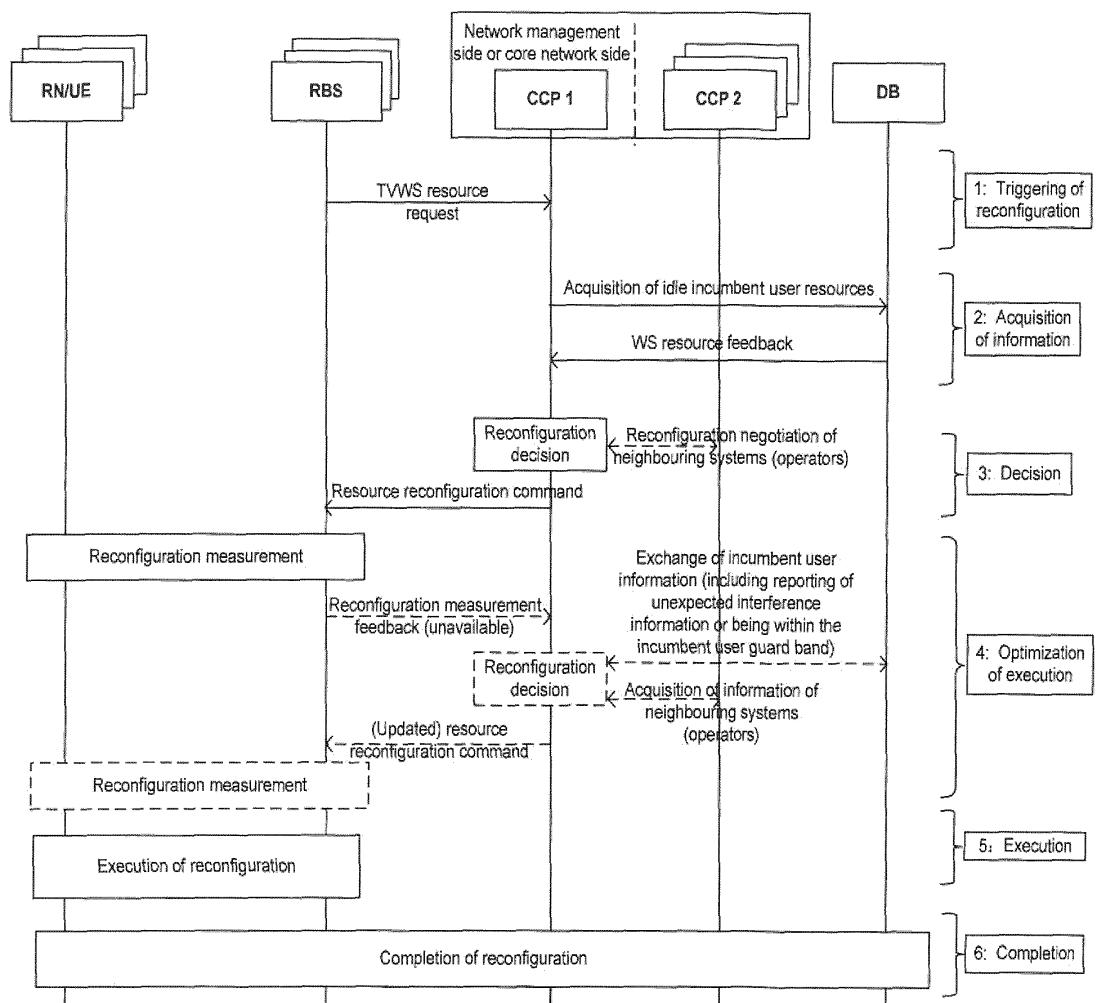 Network management
side or core network side
RN/UE
RBS
CCP 1
CCP 2
DB
TVWS resource
request
1: Triggering of
reconfiguration
Acquisition of idle incumbent user resources
WS resource feedback
2: Acquisition
of information
Reconfiguration
decision
Reconfiguration negotiation of
neighbouring systems (operators)
Resource reconfiguration command
3: Decision
Reconfiguration measurement
Exchange of incumbent user
information (including reporting of
unexpected interference
information or being within the
incumbent user guard band)
Reconfiguration measurement
feedback (unavailable)
Reconfiguration
decision
Acquisition of information of
neighbouring systems
(operators)
(Updated) resource
reconfiguration command
Reconfiguration measurement
4: Optimization
of execution
Execution of reconfiguration
5: Execution
Completion of reconfiguration
6: Completion